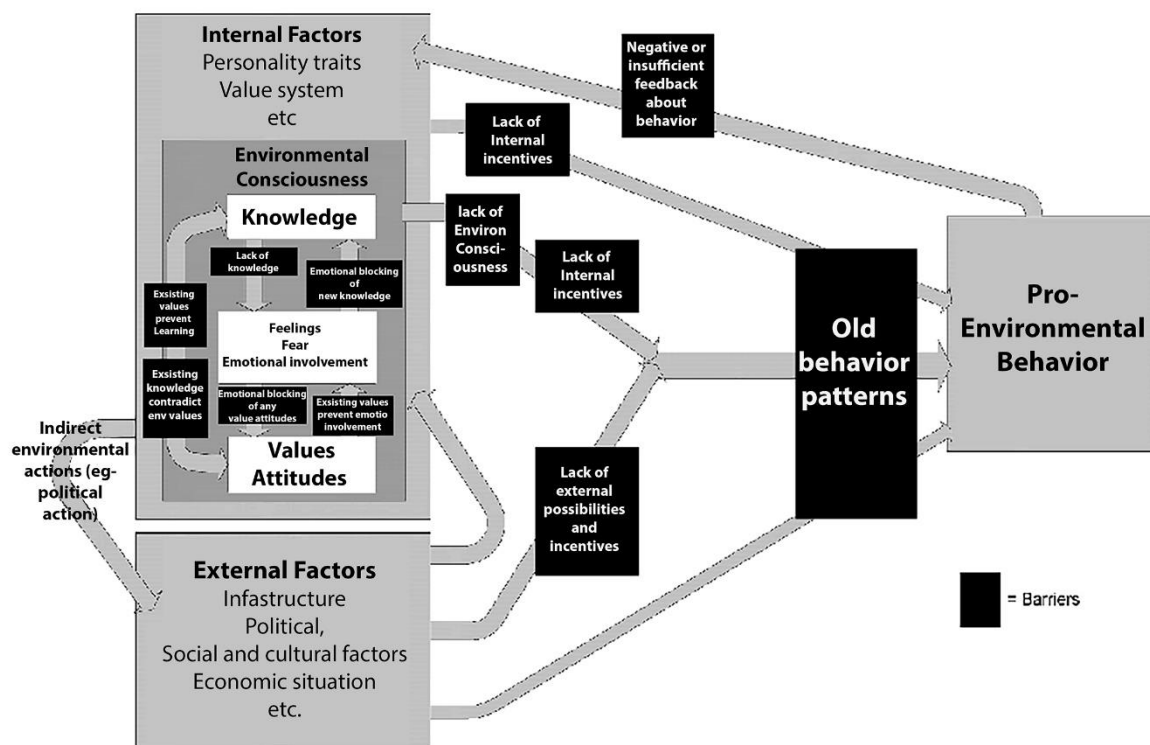 Internal Factors
Personality traits
Value system
etc
Environmental
Consciousness
Knowledge
Lack of
knowledge
Emotional blocking
of
new knowledge
Exsisting
values
prevent
Learning
Feelings
Fear
Emotional involvement
Exsisting
knowledge
contradict
env values
Emotional blocking
of any
value attitudes
Exsisting values
prevent emotio
involvement
Values
Attitudes
Indirect
environmental
actions (eg-
political
action)
External Factors
Infastructure
Political,
Social and cultural factors
Economic situation
etc.
Negative or
insufficient
feedback
about
behavior
Lack of
Internal
incentives
lack of
Environ
Consci-
ousness
Lack of
Internal
incentives
Lack of
external
possibilities
and
incentives
Old
behavior
patterns
Pro-
Environmental
Behavior
= Barriers